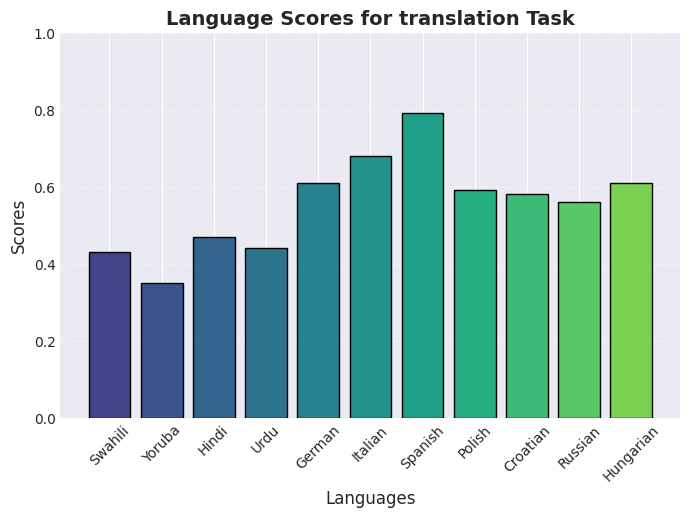 Language Scores for translation Task
1.0
0.8
0.6
0.4
0.2
0.0
Scores
Swahili
Yoruba
Hindi
Urdu
German
Italian
Spanish
Polish
Croatian
Russian
Hungarian
Languages